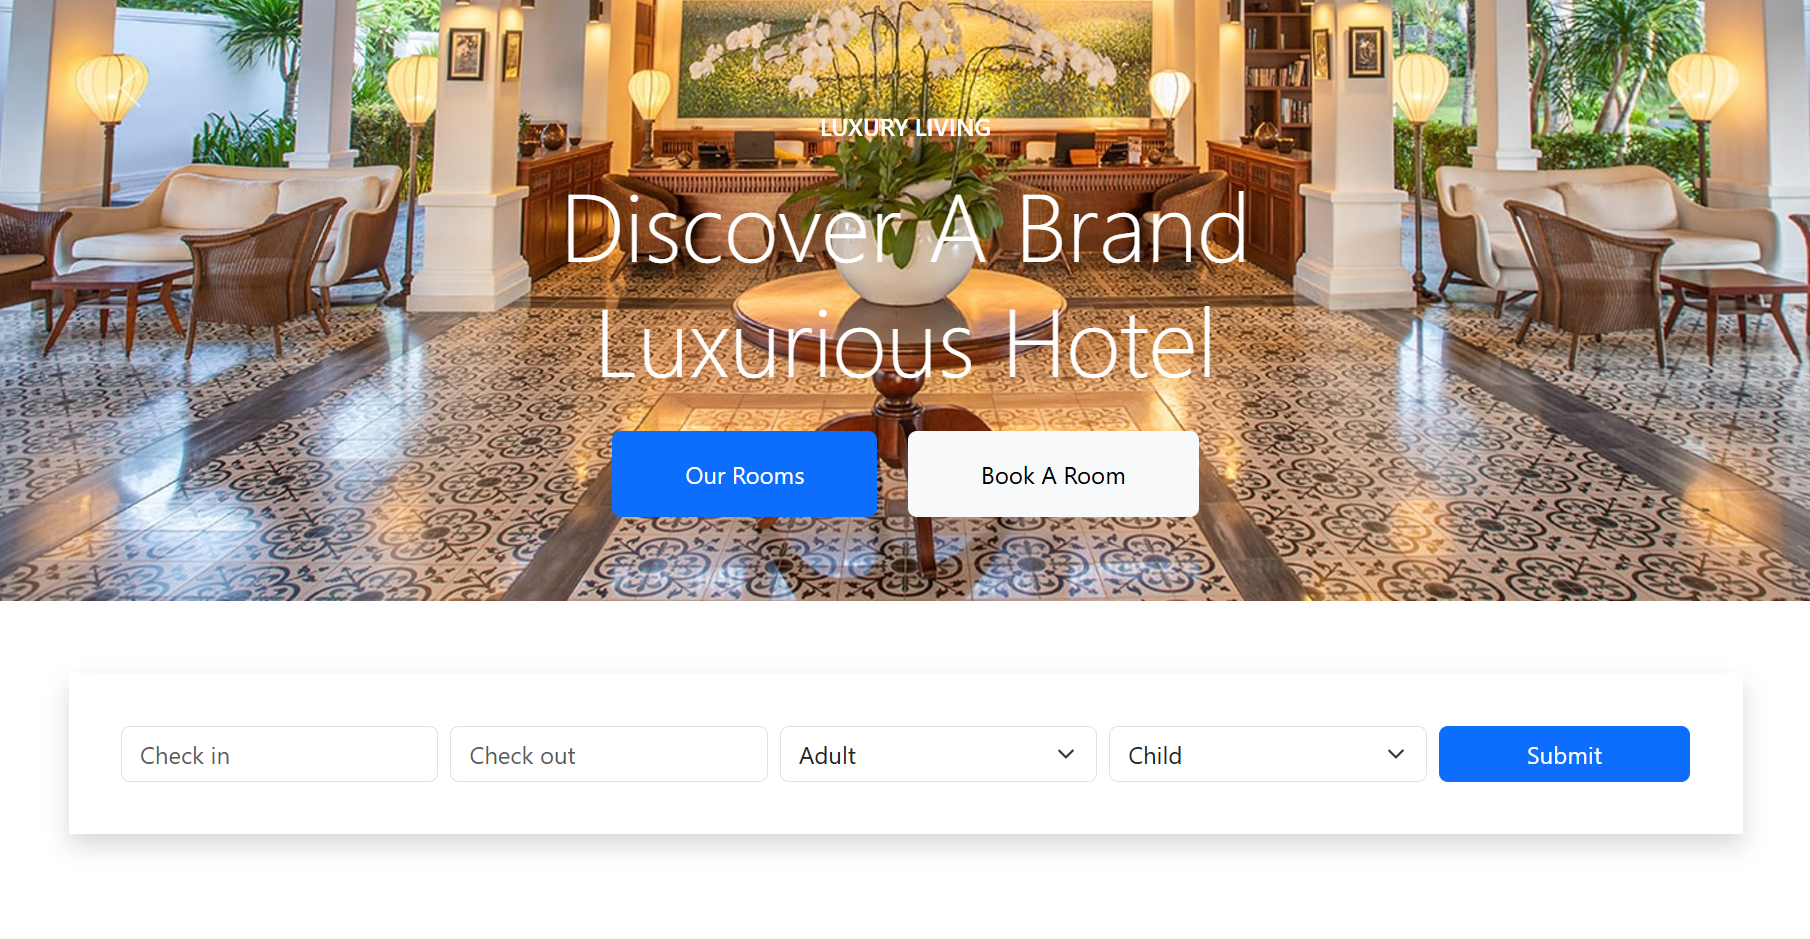 LUXURY LIVING
Discover A Brand
Luxurious Hotel
Our Rooms
Book A Room
Check in
Check out
Adult
Child
Submit